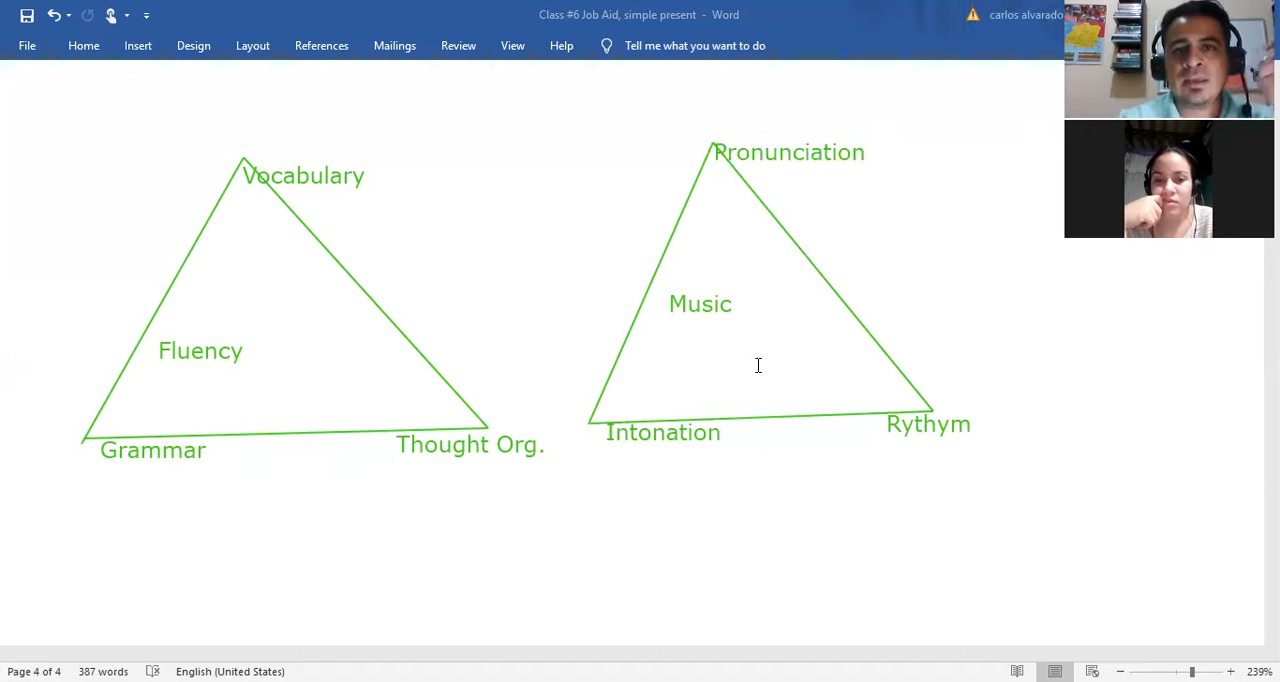 Class #6 Job Aid, simple present - Word
carlos alvarado
File Home Insert Design Layout References Mailings Review View Help Tell me what you want to do
Vocabulary
Fluency
Grammar
Thought Org.
Pronunciation
Music
Intonation
Rythym
Page 4 of 4 387 words English (United States) 239%